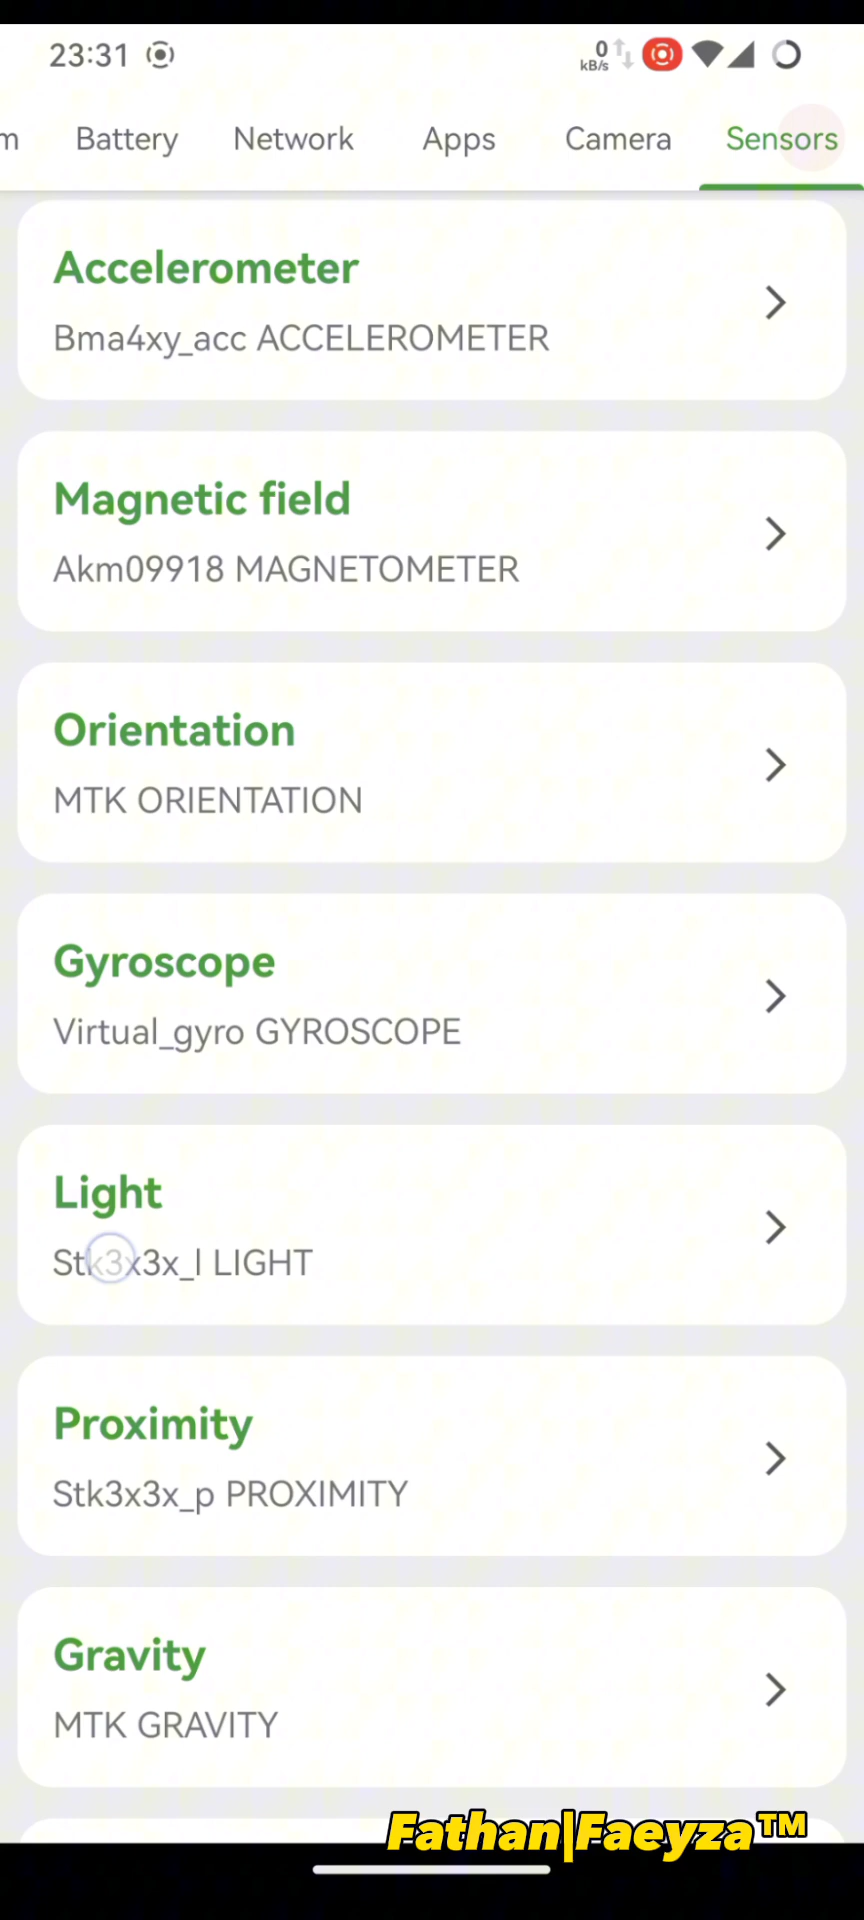 23:31
0
kB/s
m Battery Network Apps Camera Sensors
Accelerometer
Bma4xy_acc ACCELEROMETER
Magnetic field
Akm09918 MAGNETOMETER
Orientation
MTK ORIENTATION
Gyroscope
Virtual_gyro GYROSCOPE
Light
Stk3x3x_l LIGHT
Proximity
Stk3x3x_p PROXIMITY
Gravity
MTK GRAVITY
Fathan|Faeyza™